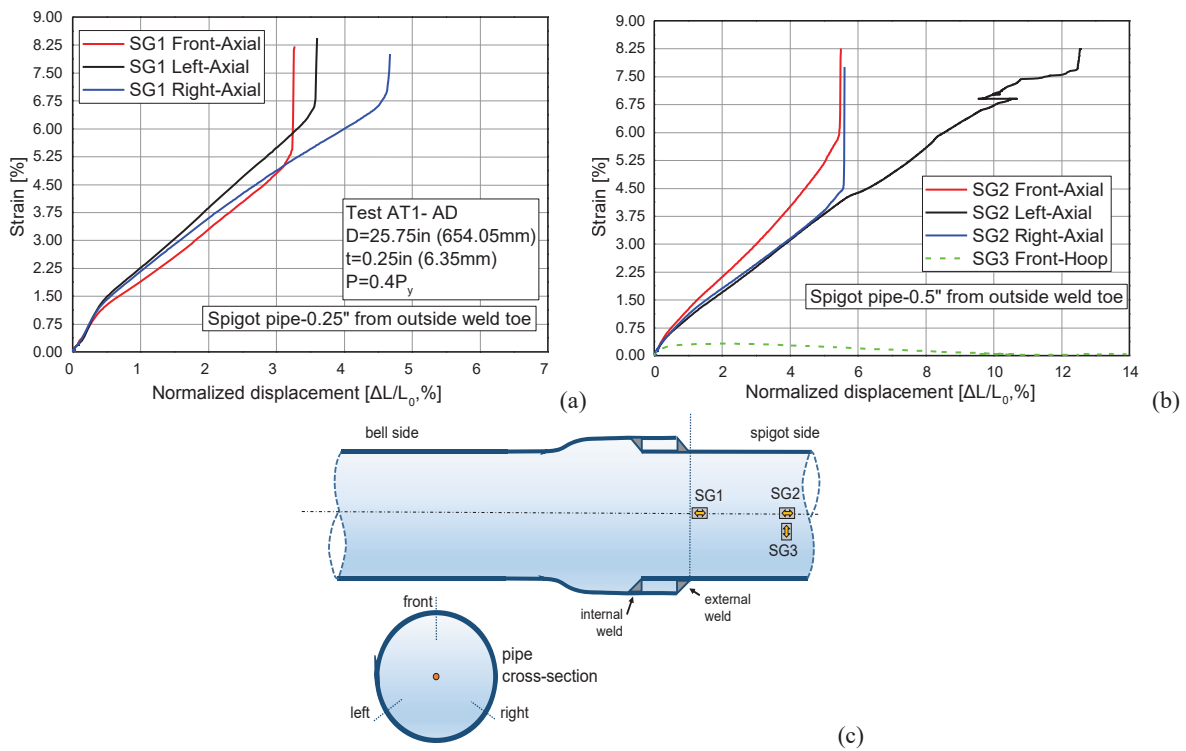 9.00
8.25
7.50
6.75
6.00
5.25
4.50
3.75
3.00
2.25
1.50
0.75
0.00
Strain [%]
SG1 Front-Axial
SG1 Left-Axial
SG1 Right-Axial
Test AT1- AD
D=25.75in (654.05mm)
t=0.25in (6.35mm)
P=0.4Py
Spigot pipe-0.25" from outside weld toe
0 1 2 3 4 5 6 7
Normalized displacement [ΔL/L0,%]
(a)
9.00
8.25
7.50
6.75
6.00
5.25
4.50
3.75
3.00
2.25
1.50
0.75
0.00
Strain [%]
SG2 Front-Axial
SG2 Left-Axial
SG2 Right-Axial
SG3 Front-Hoop
Spigot pipe-0.5" from outside weld toe
0 2 4 6 8 10 12 14
Normalized displacement [ΔL/L0,%]
(b)
bell side
spigot side
SG1
SG2
SG3
front
internal
weld
external
weld
pipe
cross-section
left
right
(c)